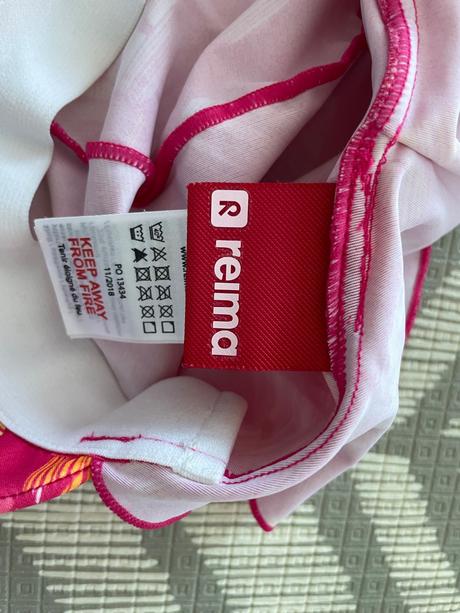 reima
PO 13434
11/2018
KEEP AWAY
FROM FIRE
Tenir éloigné du feu